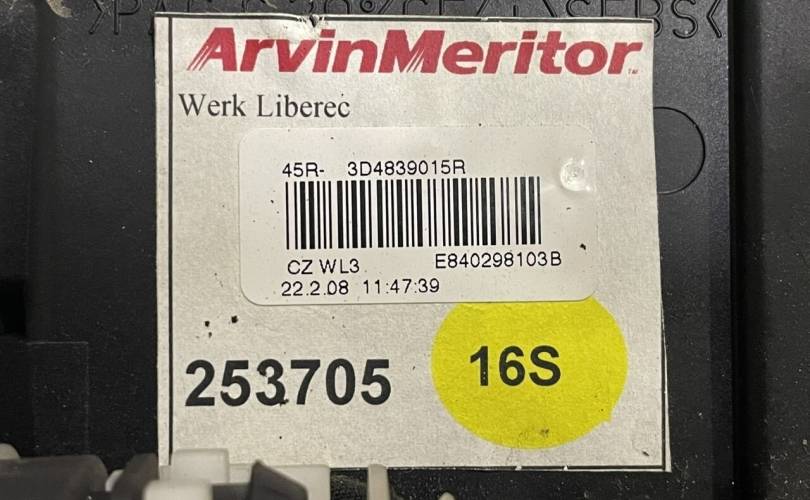 ArvinMeritor
Werk Liberec
45R- 3D4839015R
CZ WL3 E840298103B
22.2.08 11:47:39
253705 16S